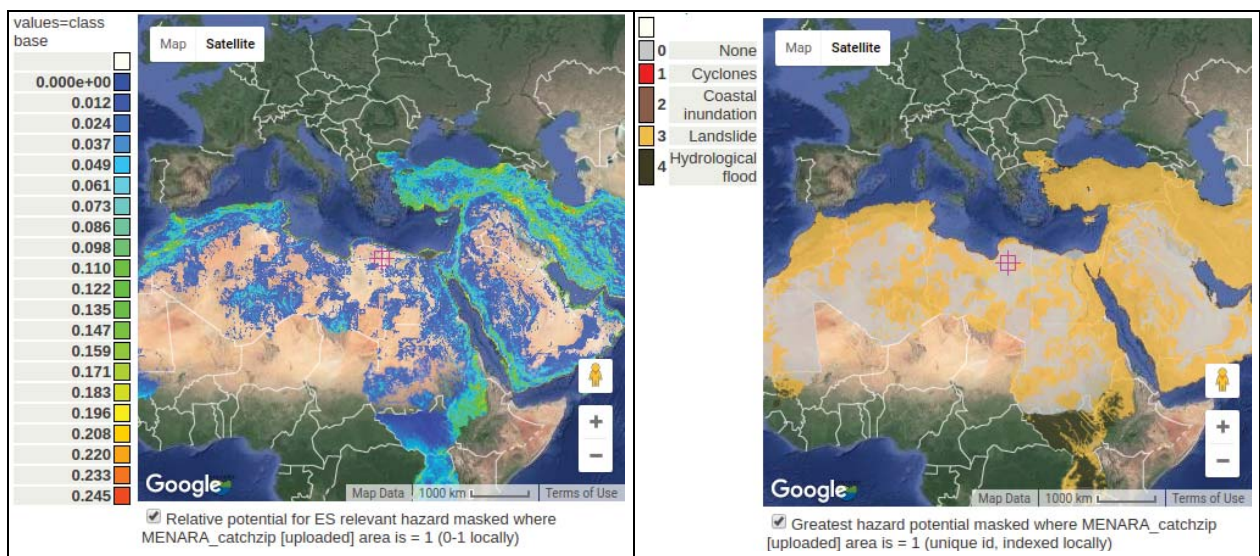 values=class
base
0.000e+00
0.012
0.024
0.037
0.049
0.061
0.073
0.086
0.098
0.110
0.122
0.135
0.147
0.159
0.171
0.183
0.196
0.208
0.220
0.233
0.245
Map Satellite
+
−
Google
Map Data 1000 km Terms of Use
Relative potential for ES relevant hazard masked where
MENARA_catchzip [uploaded] area is = 1 (0-1 locally)
0 None
1 Cyclones
2 Coastal
inundation
3 Landslide
4 Hydrological
flood
Map Satellite
+
−
Google
Map Data 1000 km Terms of Use
Greatest hazard potential masked where MENARA_catchzip
[uploaded] area is = 1 (unique id, indexed locally)